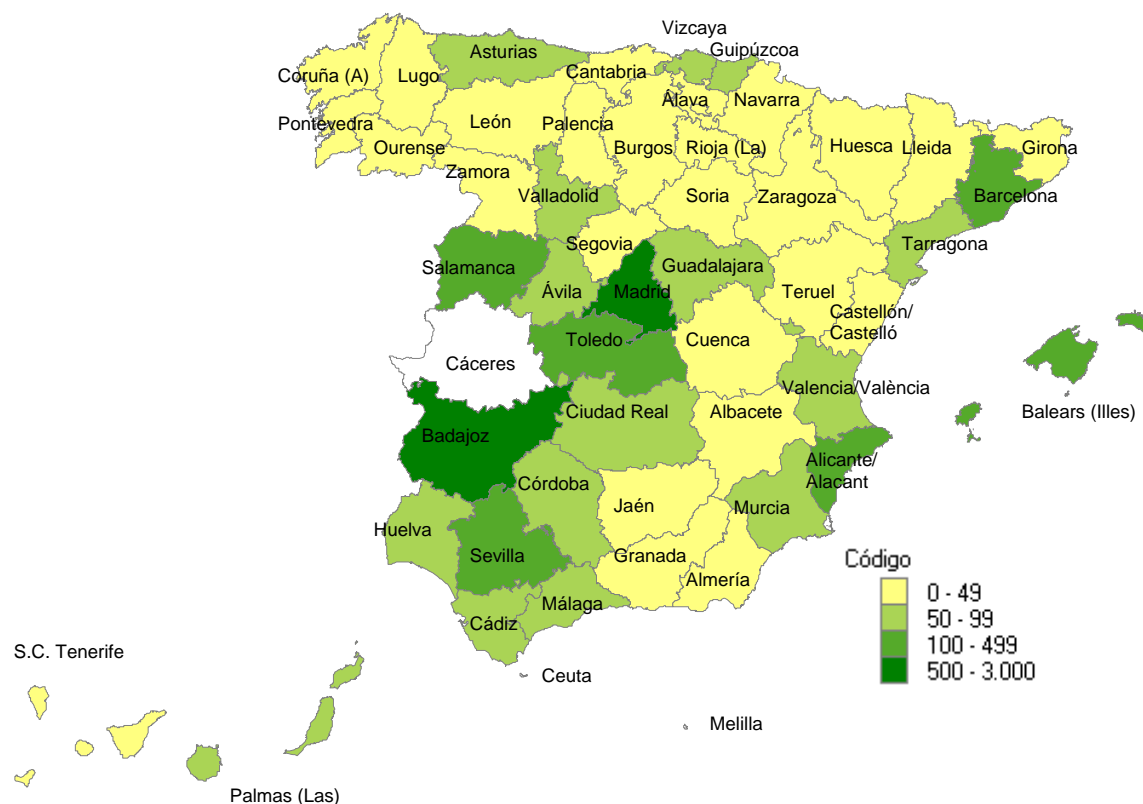 Vizcaya
Asturias
Guipúzcoa
Coruña (A)
Lugo
Cantabria
Álava
Navarra
Pontevedra
León
Palencia
Ourense
Burgos
Rioja (La)
Huesca
Lleida
Girona
Zamora
Valladolid
Soria
Zaragoza
Barcelona
Segovia
Tarragona
Salamanca
Guadalajara
Ávila
Madrid
Teruel
Castellón/
Castelló
Toledo
Cuenca
Cáceres
Valencia/València
Balears (Illes)
Ciudad Real
Albacete
Badajoz
Alicante/
Alacant
Córdoba
Jaén
Murcia
Huelva
Sevilla
Granada
Almería
Málaga
Cádiz
Código
0 - 49
50 - 99
100 - 499
500 - 3.000
S.C. Tenerife
Ceuta
Melilla
Palmas (Las)